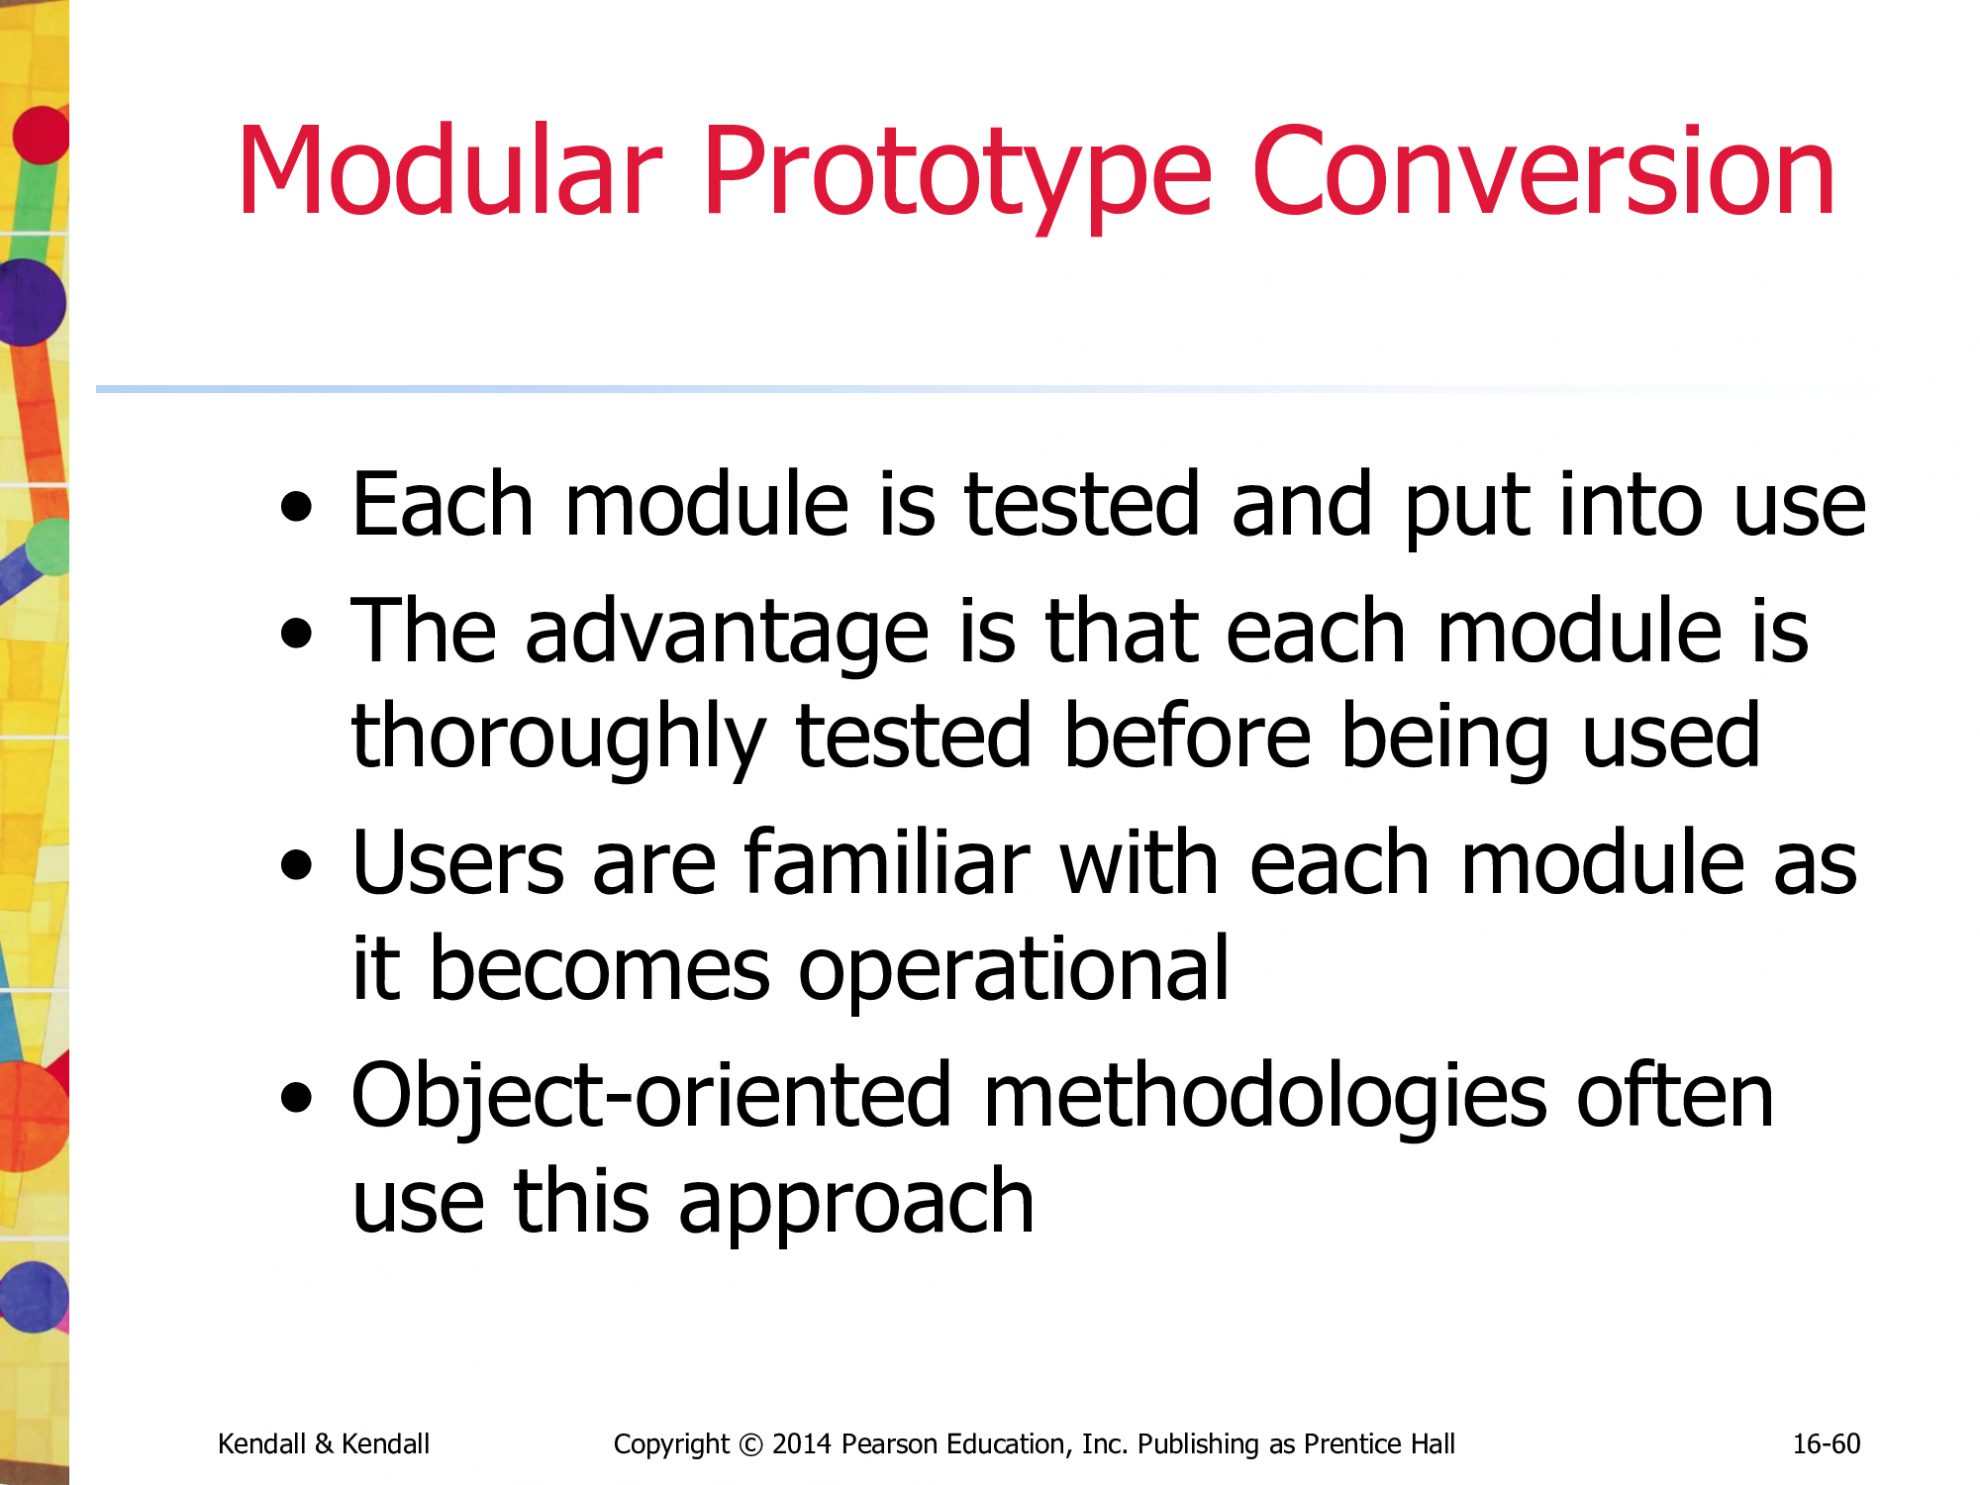 Modular Prototype Conversion
• Each module is tested and put into use
• The advantage is that each module is
thoroughly tested before being used
• Users are familiar with each module as
it becomes operational
• Object-oriented methodologies often
use this approach
Kendall & Kendall
Copyright © 2014 Pearson Education, Inc. Publishing as Prentice Hall
16-60